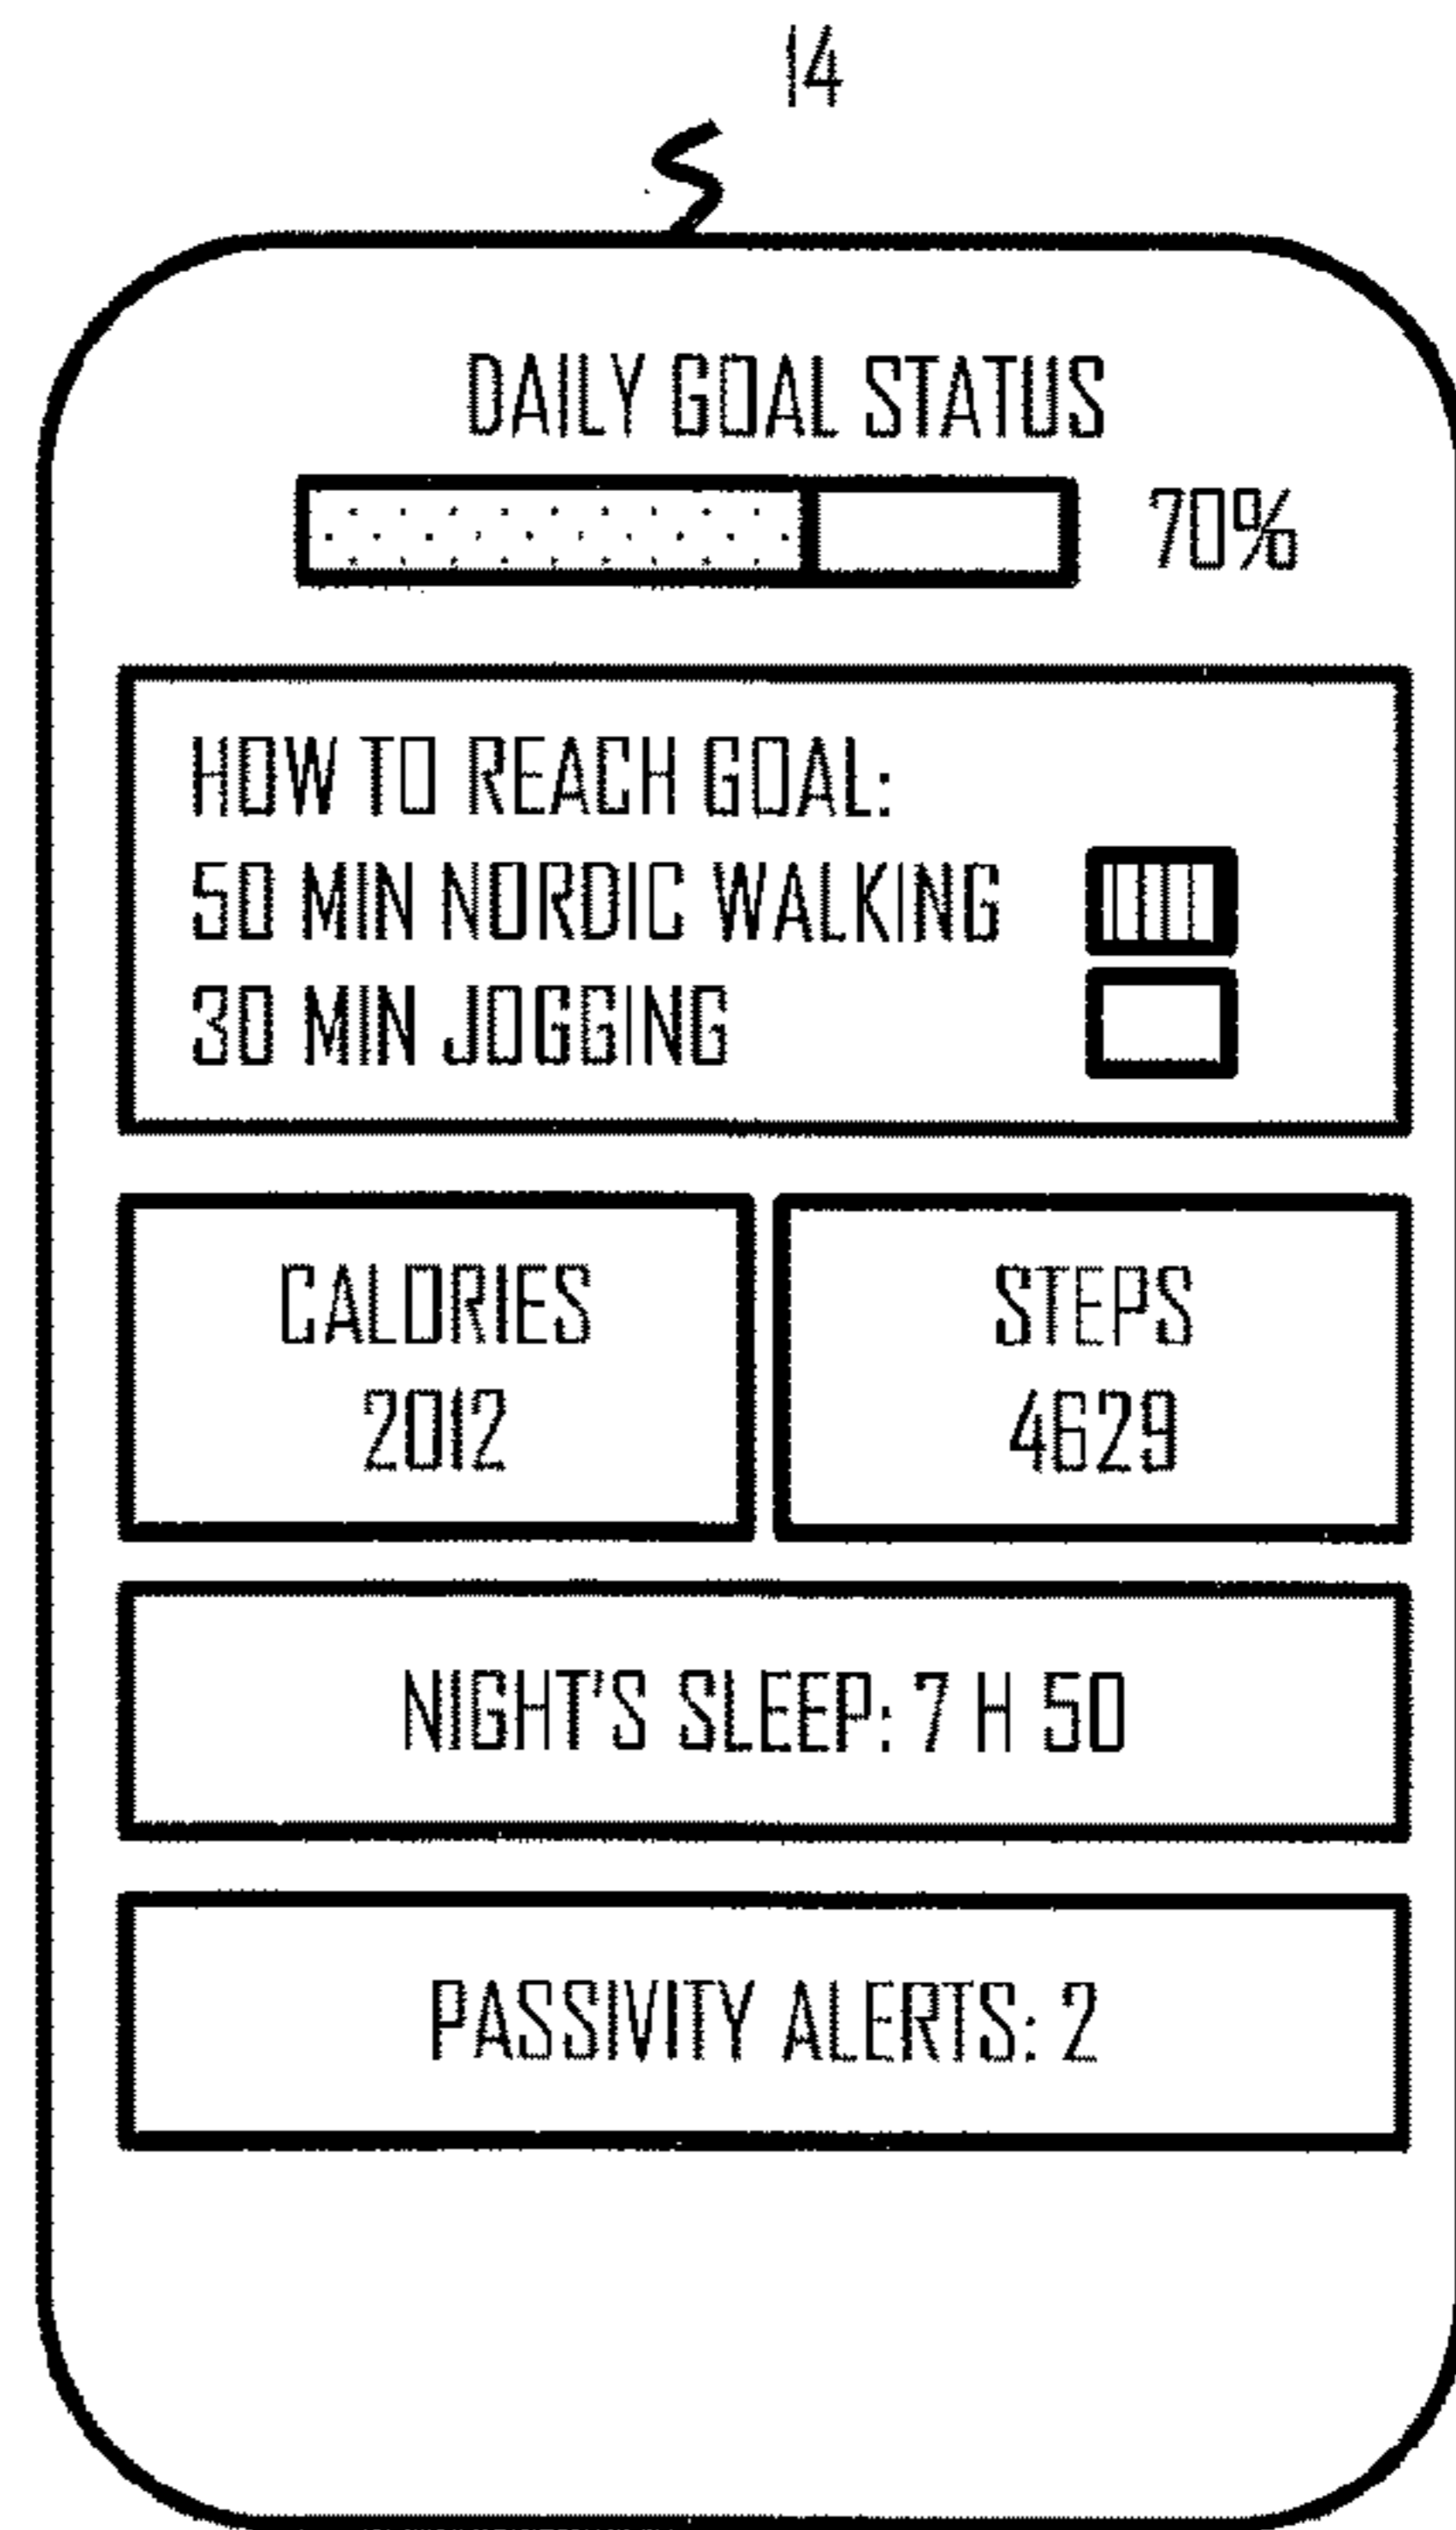 14
DAILY GOAL STATUS
70%
HOW TO REACH GOAL:
50 MIN NORDIC WALKING
30 MIN JOGGING
CALORIES
2012
STEPS
4629
NIGHT'S SLEEP: 7 H 50
PASSIVITY ALERTS: 2